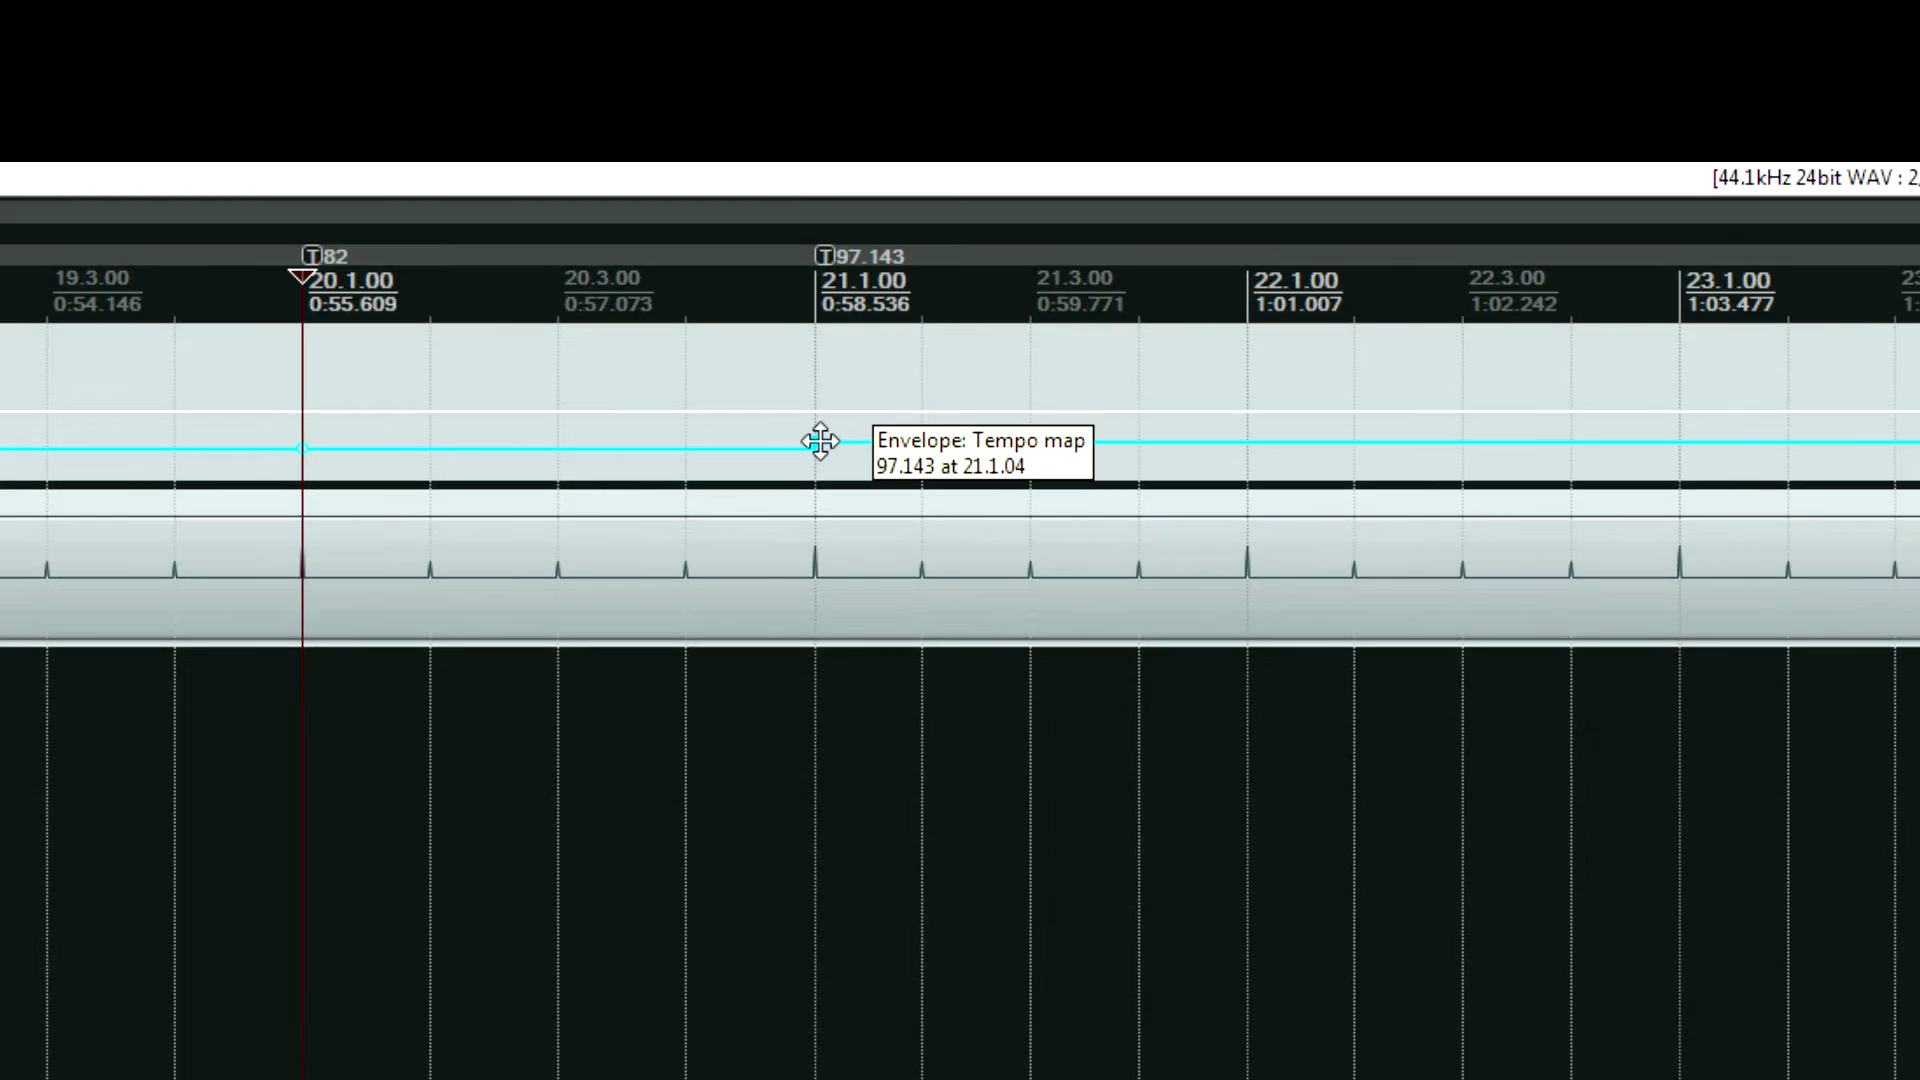 [44.1kHz 24bit WAV : 2,
T82 T97.143
19.3.00 20.1.00 20.3.00 21.1.00 21.3.00 22.1.00 22.3.00 23.1.00 23
0:54.146 0:55.609 0:57.073 0:58.536 0:59.771 1:01.007 1:02.242 1:03.477 1:
Envelope: Tempo map
97.143 at 21.1.04